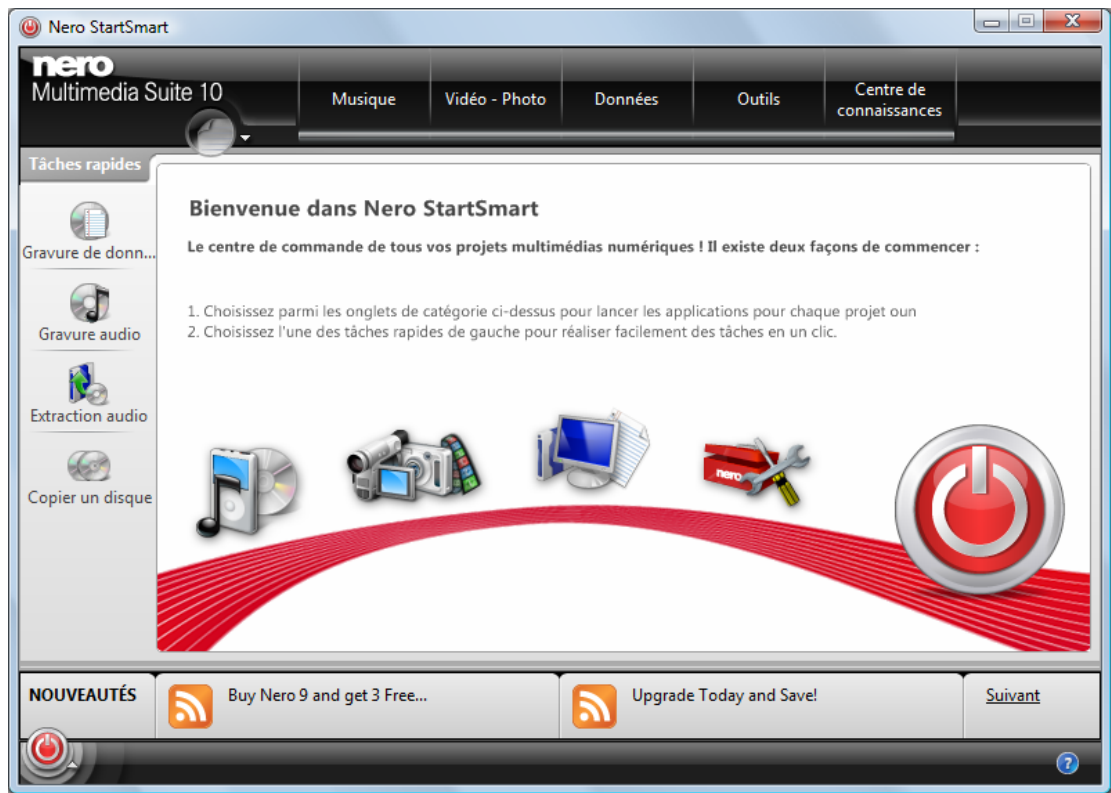 Nero StartSmart
nero
Multimedia Suite 10
Musique
Vidéo - Photo
Données
Outils
Centre de
connaissances
Tâches rapides
Gravure de donn...
Gravure audio
Extraction audio
Copier un disque
Bienvenue dans Nero StartSmart
Le centre de commande de tous vos projets multimédias numériques ! Il existe deux façons de commencer :
1. Choisissez parmi les onglets de catégorie ci-dessus pour lancer les applications pour chaque projet oun
2. Choisissez l'une des tâches rapides de gauche pour réaliser facilement des tâches en un clic.
nero
NOUVEAUTÉS
Buy Nero 9 and get 3 Free...
Upgrade Today and Save!
Suivant
?